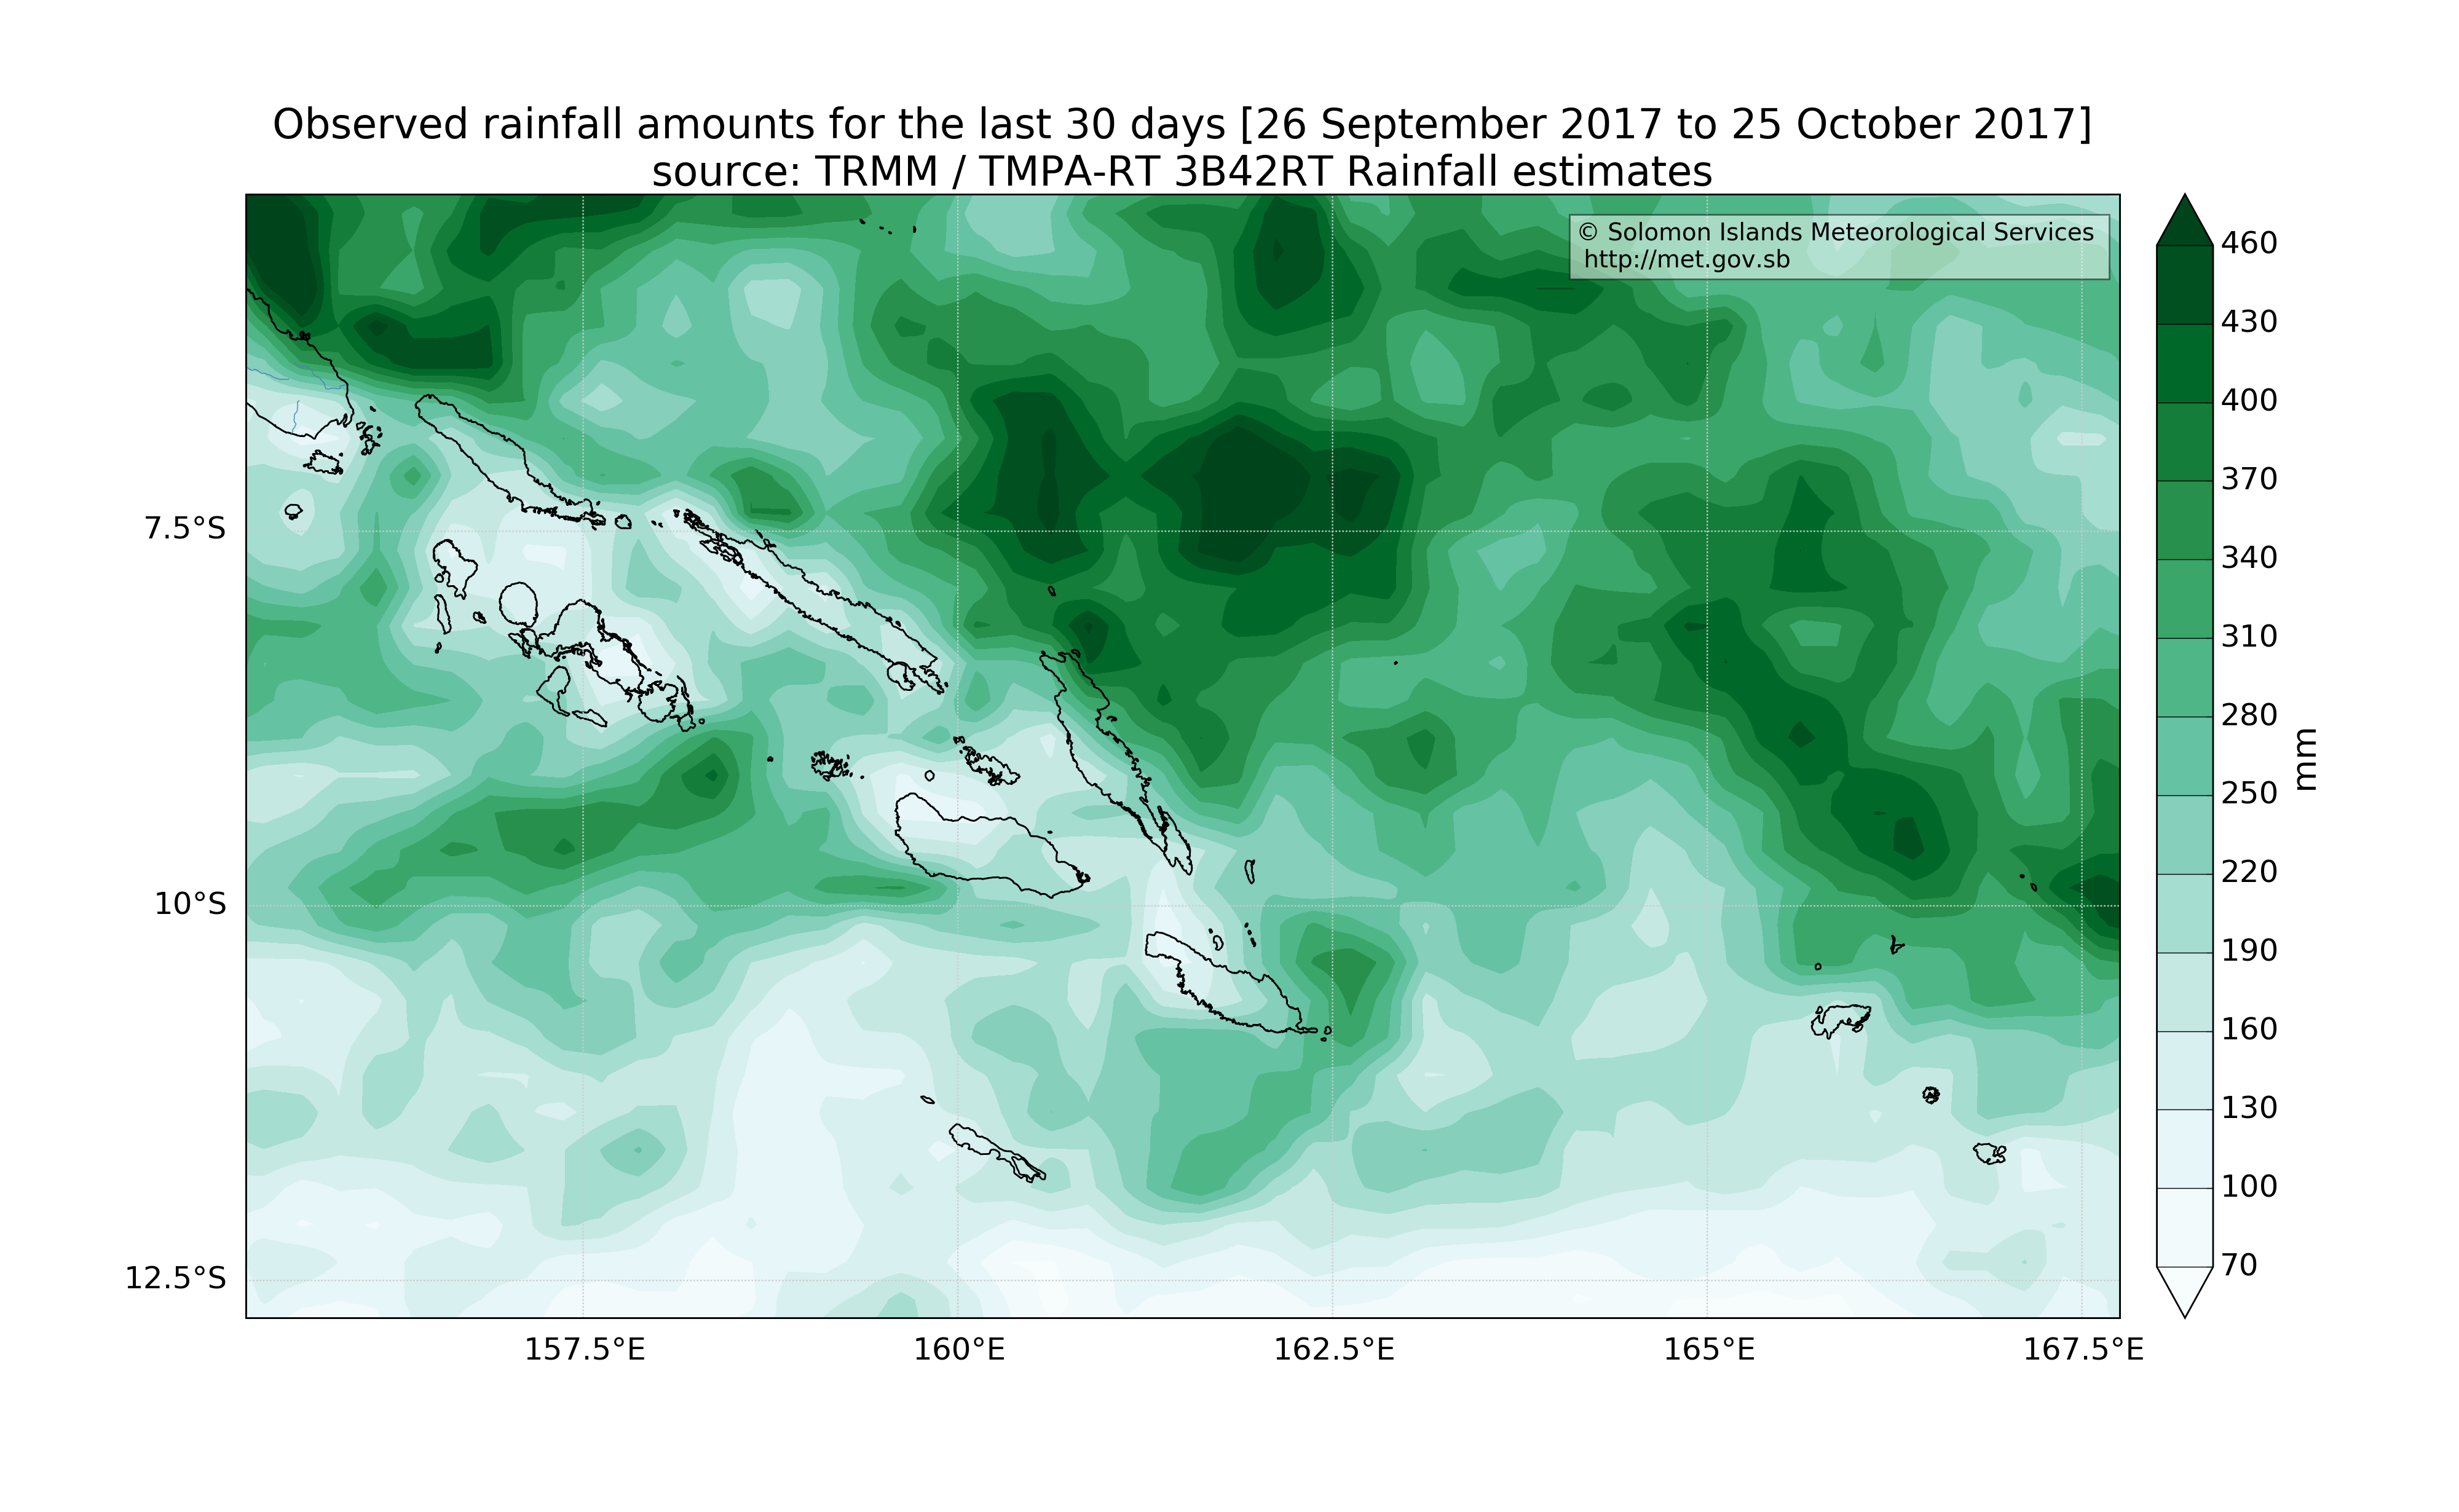 Observed rainfall amounts for the last 30 days [26 September 2017 to 25 October 2017]
source: TRMM / TMPA-RT 3B42RT Rainfall estimates
© Solomon Islands Meteorological Services
http://met.gov.sb
7.5°S
10°S
12.5°S
157.5°E
160°E
162.5°E
165°E
167.5°E
460
430
400
370
340
310
280
250
220
190
160
130
100
70
mm